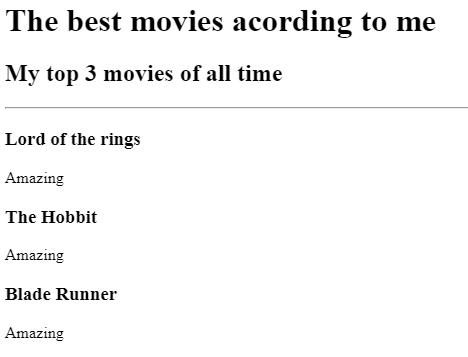 The best movies acording to me
My top 3 movies of all time
Lord of the rings
Amazing
The Hobbit
Amazing
Blade Runner
Amazing